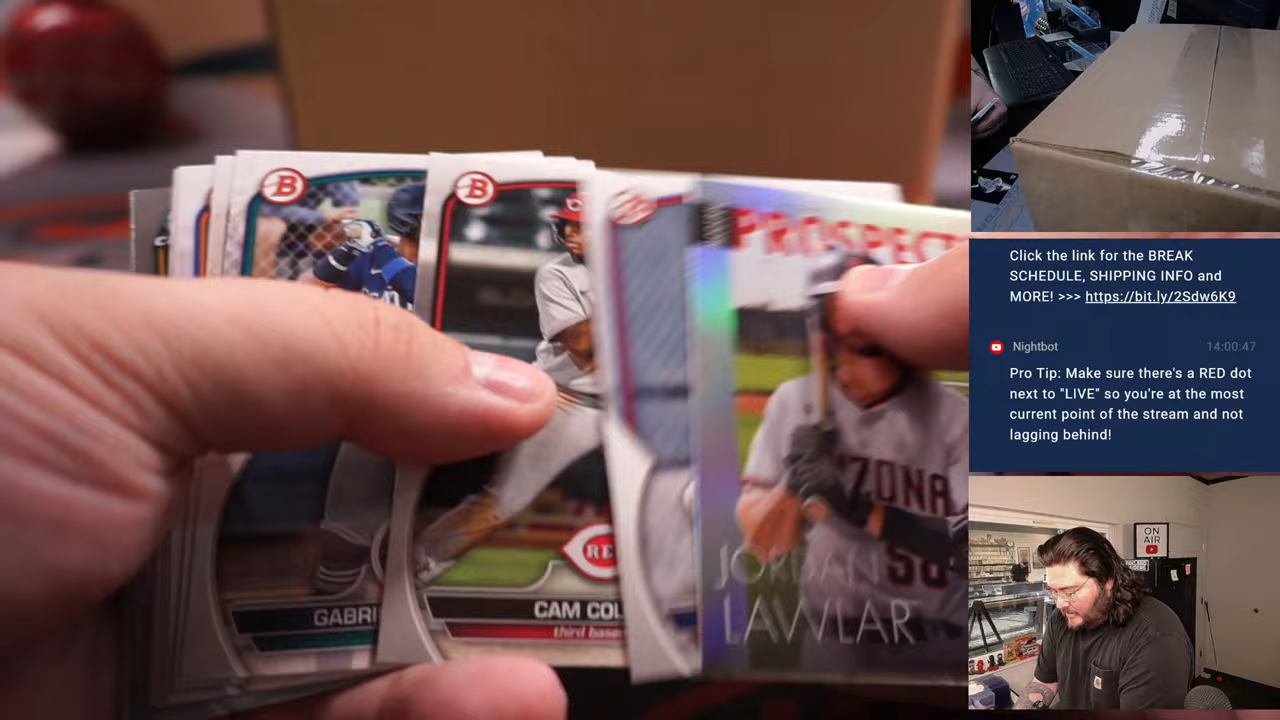 B
B
PROSPECT
GABRI
CAM COL
third base
RE
ZONA
58
JORDAN
LAWLAR
Click the link for the BREAK
SCHEDULE, SHIPPING INFO and
MORE! >>> https://bit.ly/2Sdw6K9
Nightbot
14:00:47
Pro Tip: Make sure there's a RED dot
next to "LIVE" so you're at the most
current point of the stream and not
lagging behind!
ON
AIR